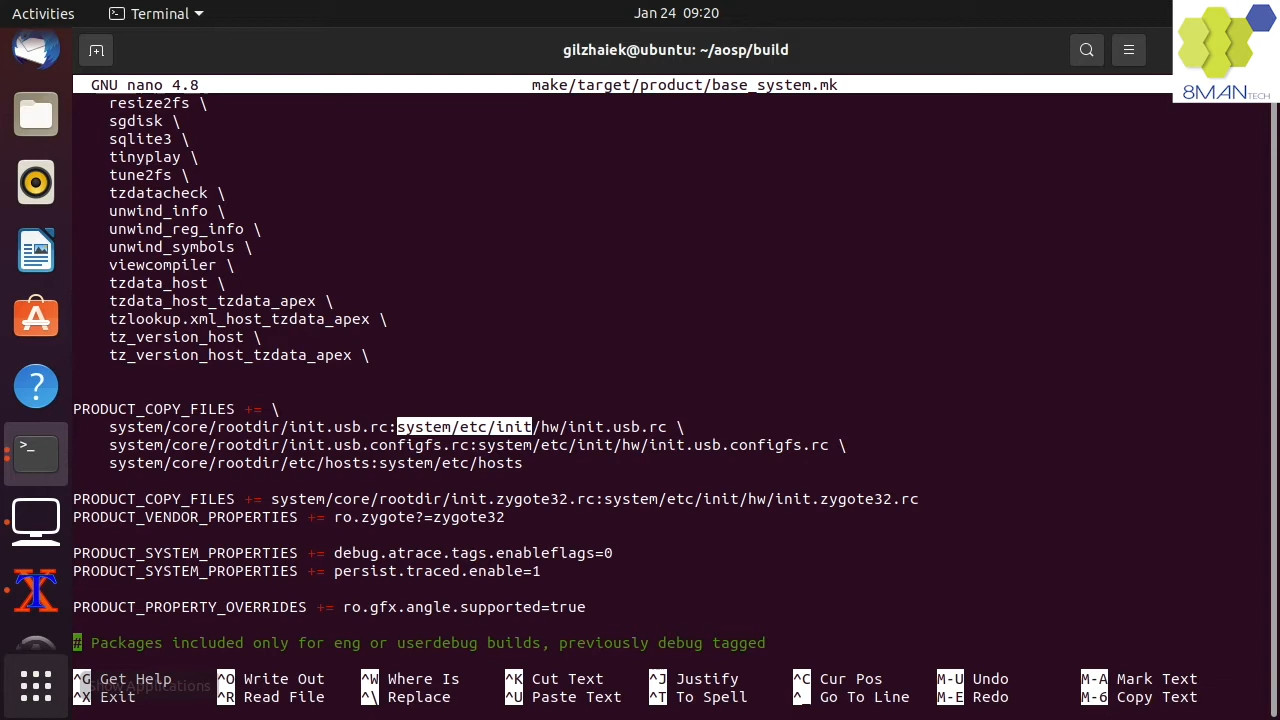 Activities
Terminal
Jan 24 09:20
gilzhaiek@ubuntu: ~/aosp/build
8MANTECH
GNU nano 4.8 make/target/product/base_system.mk
resize2fs \
sgdisk \
sqlite3 \
tinyplay \
tune2fs \
tzdatacheck \
unwind_info \
unwind_reg_info \
unwind_symbols \
viewcompiler \
tzdata_host \
tzdata_host_tzdata_apex \
tzlookup.xml_host_tzdata_apex \
tz_version_host \
tz_version_host_tzdata_apex \
PRODUCT_COPY_FILES += \
system/core/rootdir/init.usb.rc:system/etc/init/hw/init.usb.rc \
system/core/rootdir/init.usb.configfs.rc:system/etc/init/hw/init.usb.configfs.rc \
system/core/rootdir/etc/hosts:system/etc/hosts
PRODUCT_COPY_FILES += system/core/rootdir/init.zygote32.rc:system/etc/init/hw/init.zygote32.rc
PRODUCT_VENDOR_PROPERTIES += ro.zygote?=zygote32
PRODUCT_SYSTEM_PROPERTIES += debug.atrace.tags.enableflags=0
PRODUCT_SYSTEM_PROPERTIES += persist.traced.enable=1
PRODUCT_PROPERTY_OVERRIDES += ro.gfx.angle.supported=true
# Packages included only for eng or userdebug builds, previously debug tagged
^G Get Help ^O Write Out ^W Where Is ^K Cut Text ^J Justify ^C Cur Pos M-U Undo M-A Mark Text
^X Exit ^R Read File ^\ Replace ^U Paste Text ^T To Spell ^_ Go To Line M-E Redo M-6 Copy Text
Show Applications